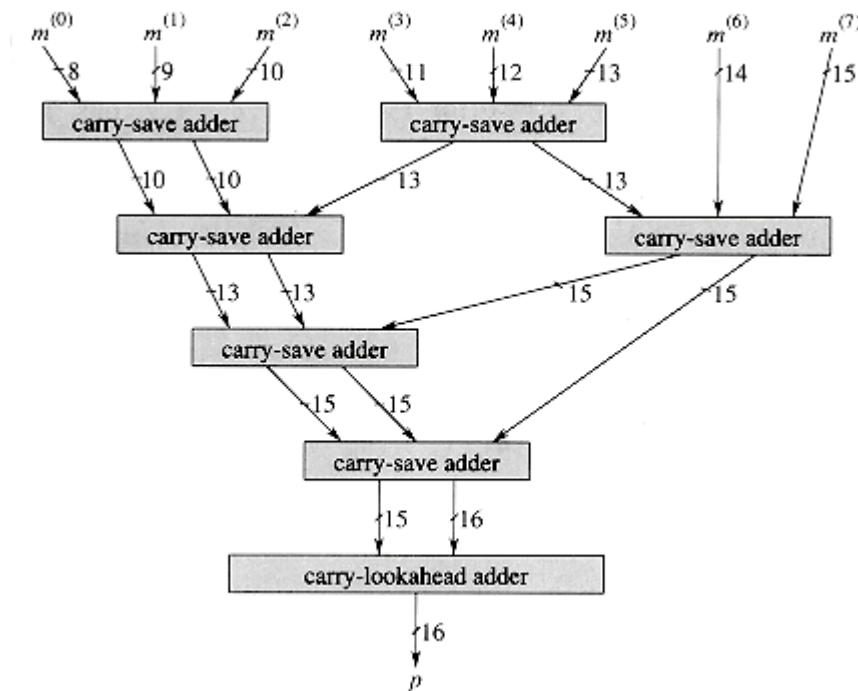 m^(0) m^(1) m^(2) m^(3) m^(4) m^(5) m^(6) m^(7)
8 9 10 11 12 13 14 15
carry-save adder carry-save adder
10 10 13 13
carry-save adder carry-save adder
13 13 15 15
carry-save adder
15 15
carry-save adder
15 16
carry-lookahead adder
16
p